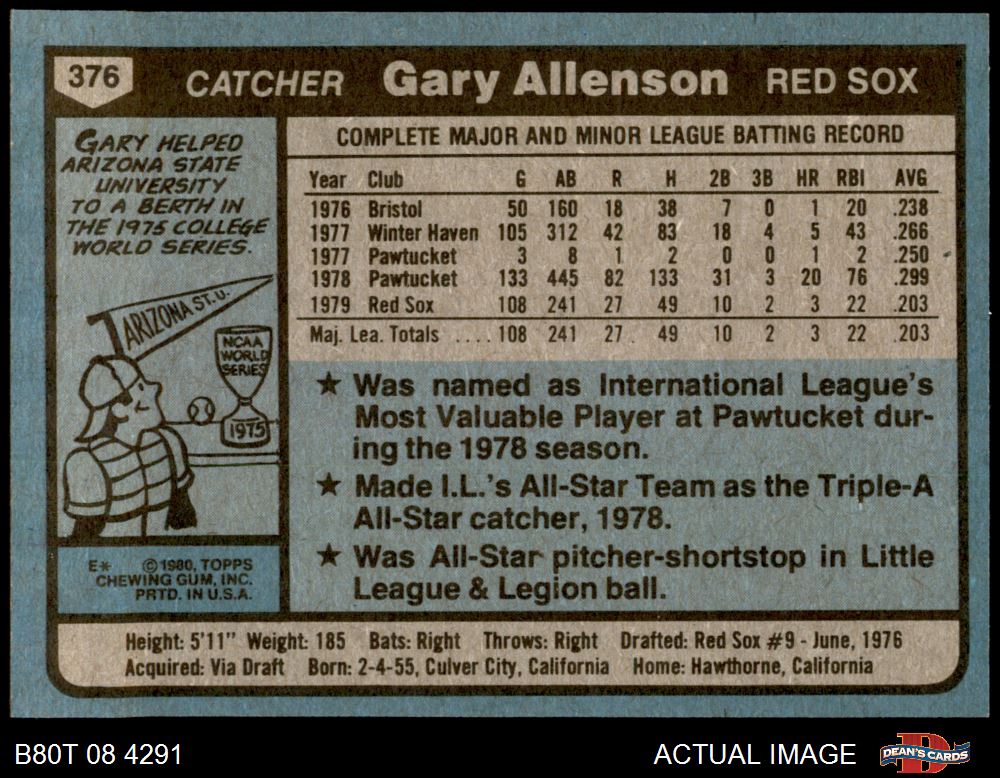 376 CATCHER Gary Allenson RED SOX
GARY HELPED
ARIZONA STATE
UNIVERSITY
TO A BERTH IN
THE 1975 COLLEGE
WORLD SERIES.
ARIZONA ST. U.
NCAA
WORLD
SERIES
1975
E* © 1980, TOPPS
CHEWING GUM, INC.
PRTD. IN U.S.A.
COMPLETE MAJOR AND MINOR LEAGUE BATTING RECORD
Year Club G AB R H 2B 3B HR RBI AVG
1976 Bristol 50 160 18 38 7 0 1 20 .238
1977 Winter Haven 105 312 42 83 18 4 5 43 .266
1977 Pawtucket 3 8 1 2 0 0 1 2 .250
1978 Pawtucket 133 445 82 133 31 3 20 76 .299
1979 Red Sox 108 241 27 49 10 2 3 22 .203
Maj. Lea. Totals .... 108 241 27 49 10 2 3 22 .203
★ Was named as International League's
Most Valuable Player at Pawtucket dur-
ing the 1978 season.
★ Made I.L.'s All-Star Team as the Triple-A
All-Star catcher, 1978.
★ Was All-Star pitcher-shortstop in Little
League & Legion ball.
Height: 5'11" Weight: 185 Bats: Right Throws: Right Drafted: Red Sox #9 - June, 1976
Acquired: Via Draft Born: 2-4-55, Culver City, California Home: Hawthorne, California
B80T 08 4291 ACTUAL IMAGE DEAN'S CARDS